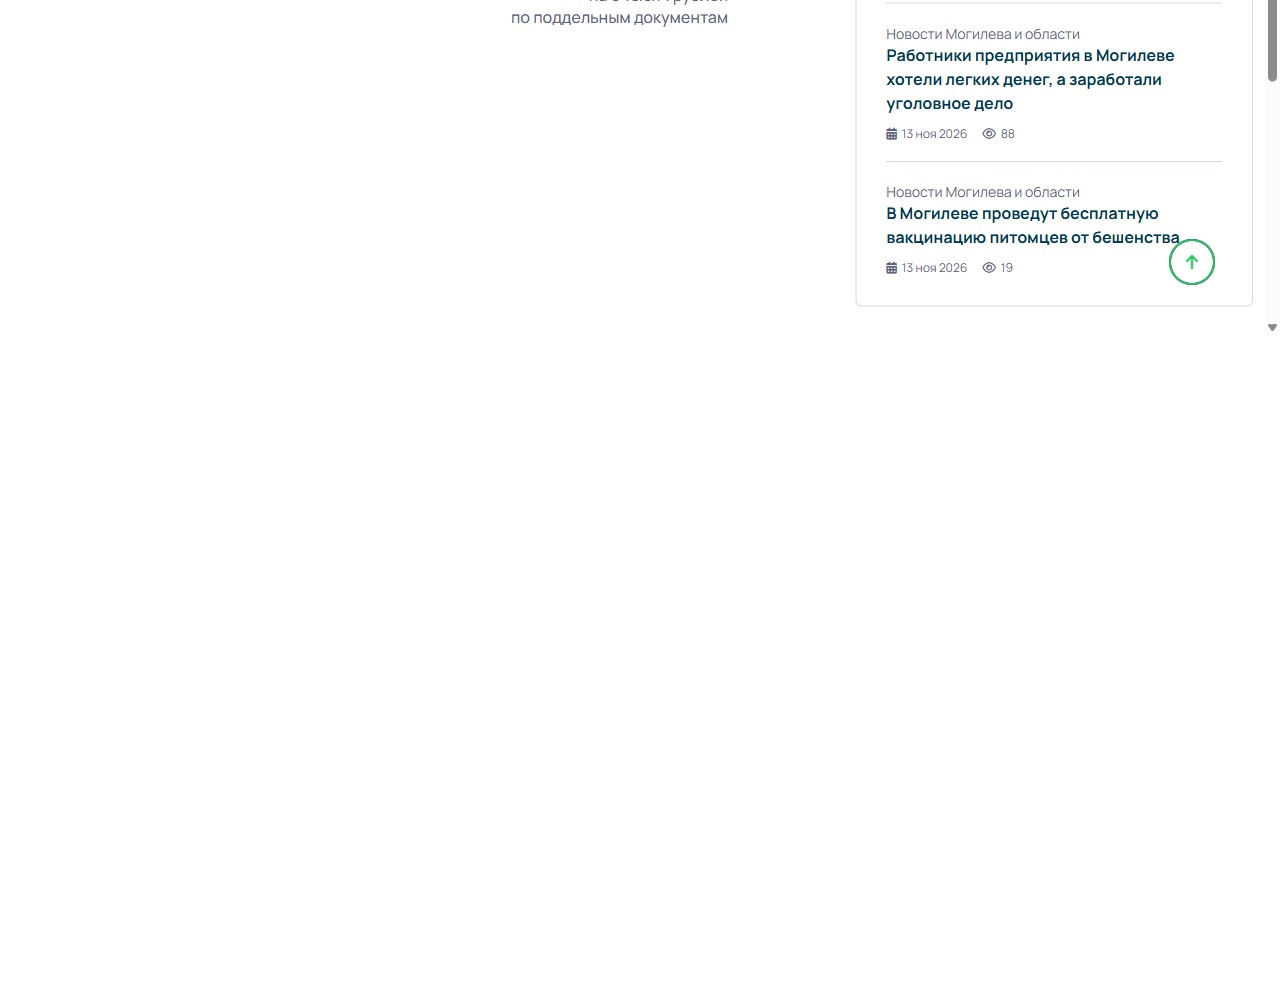 по поддельным документам
Новости Могилева и области
Работники предприятия в Могилеве
хотели легких денег, а заработали
уголовное дело
13 ноя 2026 88
Новости Могилева и области
В Могилеве проведут бесплатную
вакцинацию питомцев от бешенства
13 ноя 2026 19